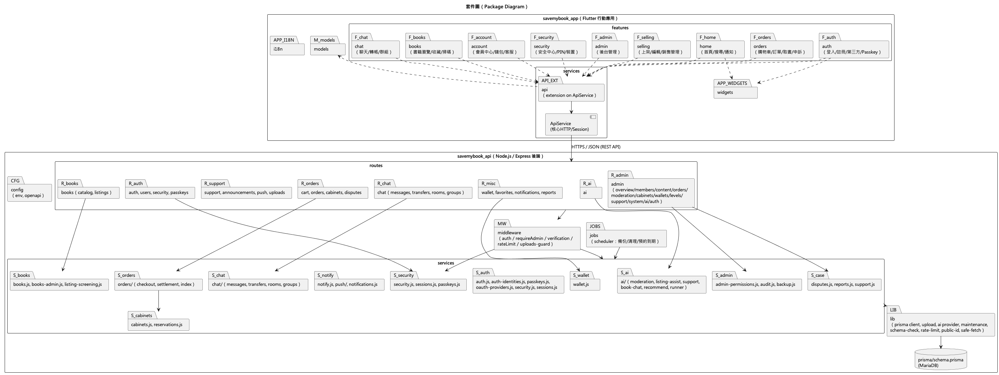 套件圖（Package Diagram）
savemybook_app（Flutter 行動應用）
features
APP_I18N
i18n
M_models
models
F_chat
chat
（聊天/轉帳/群組）
F_books
books
（書籍瀏覽/收藏/掃碼）
F_account
account
（會員中心/錢包/客服）
F_security
security
（安全中心/PIN/裝置）
F_admin
admin
（後台管理）
F_selling
selling
（上架/編輯/銷售管理）
F_home
home
（首頁/搜尋/通知）
F_orders
orders
（購物車/訂單/取書/申訴）
F_auth
auth
（登入/註冊/第三方/Passkey）
services
API_EXT
api
（extension on ApiService）
APP_WIDGETS
widgets
ApiService
(核心HTTP/Session)
HTTPS / JSON (REST API)
savemybook_api（Node.js / Express 後端）
routes
CFG
config
（env, openapi）
R_books
books（catalog, listings）
R_auth
auth, users, security, passkeys
R_support
support, announcements, push, uploads
R_orders
cart, orders, cabinets, disputes
R_chat
chat（messages, transfers, rooms, groups）
R_misc
wallet, favorites, notifications, reports
R_ai
ai
R_admin
admin
（overview/members/content/orders/
moderation/cabinets/wallets/levels/
support/system/ai/auth）
MW
middleware
（auth / requireAdmin / verification /
rateLimit / uploads-guard）
JOBS
jobs
（scheduler：備份/清理/預約到期）
services
S_books
books.js, books-admin.js, listing-screening.js
S_orders
orders/（checkout, settlement, index）
S_chat
chat/（messages, transfers, rooms, groups）
S_notify
notify.js, push/, notifications.js
S_security
security.js, sessions.js, passkeys.js
S_auth
auth.js, auth-identities.js, passkeys.js,
oauth-providers.js, security.js, sessions.js
S_wallet
wallet.js
S_ai
ai/（moderation, listing-assist, support,
book-chat, recommend, runner）
S_admin
admin-permissions.js, audit.js, backup.js
S_case
disputes.js, reports.js, support.js
S_cabinets
cabinets.js, reservations.js
LIB
lib
（prisma client, upload, ai provider, maintenance,
schema-check, rate-limit, public-id, safe-fetch）
prisma/schema.prisma
(MariaDB)